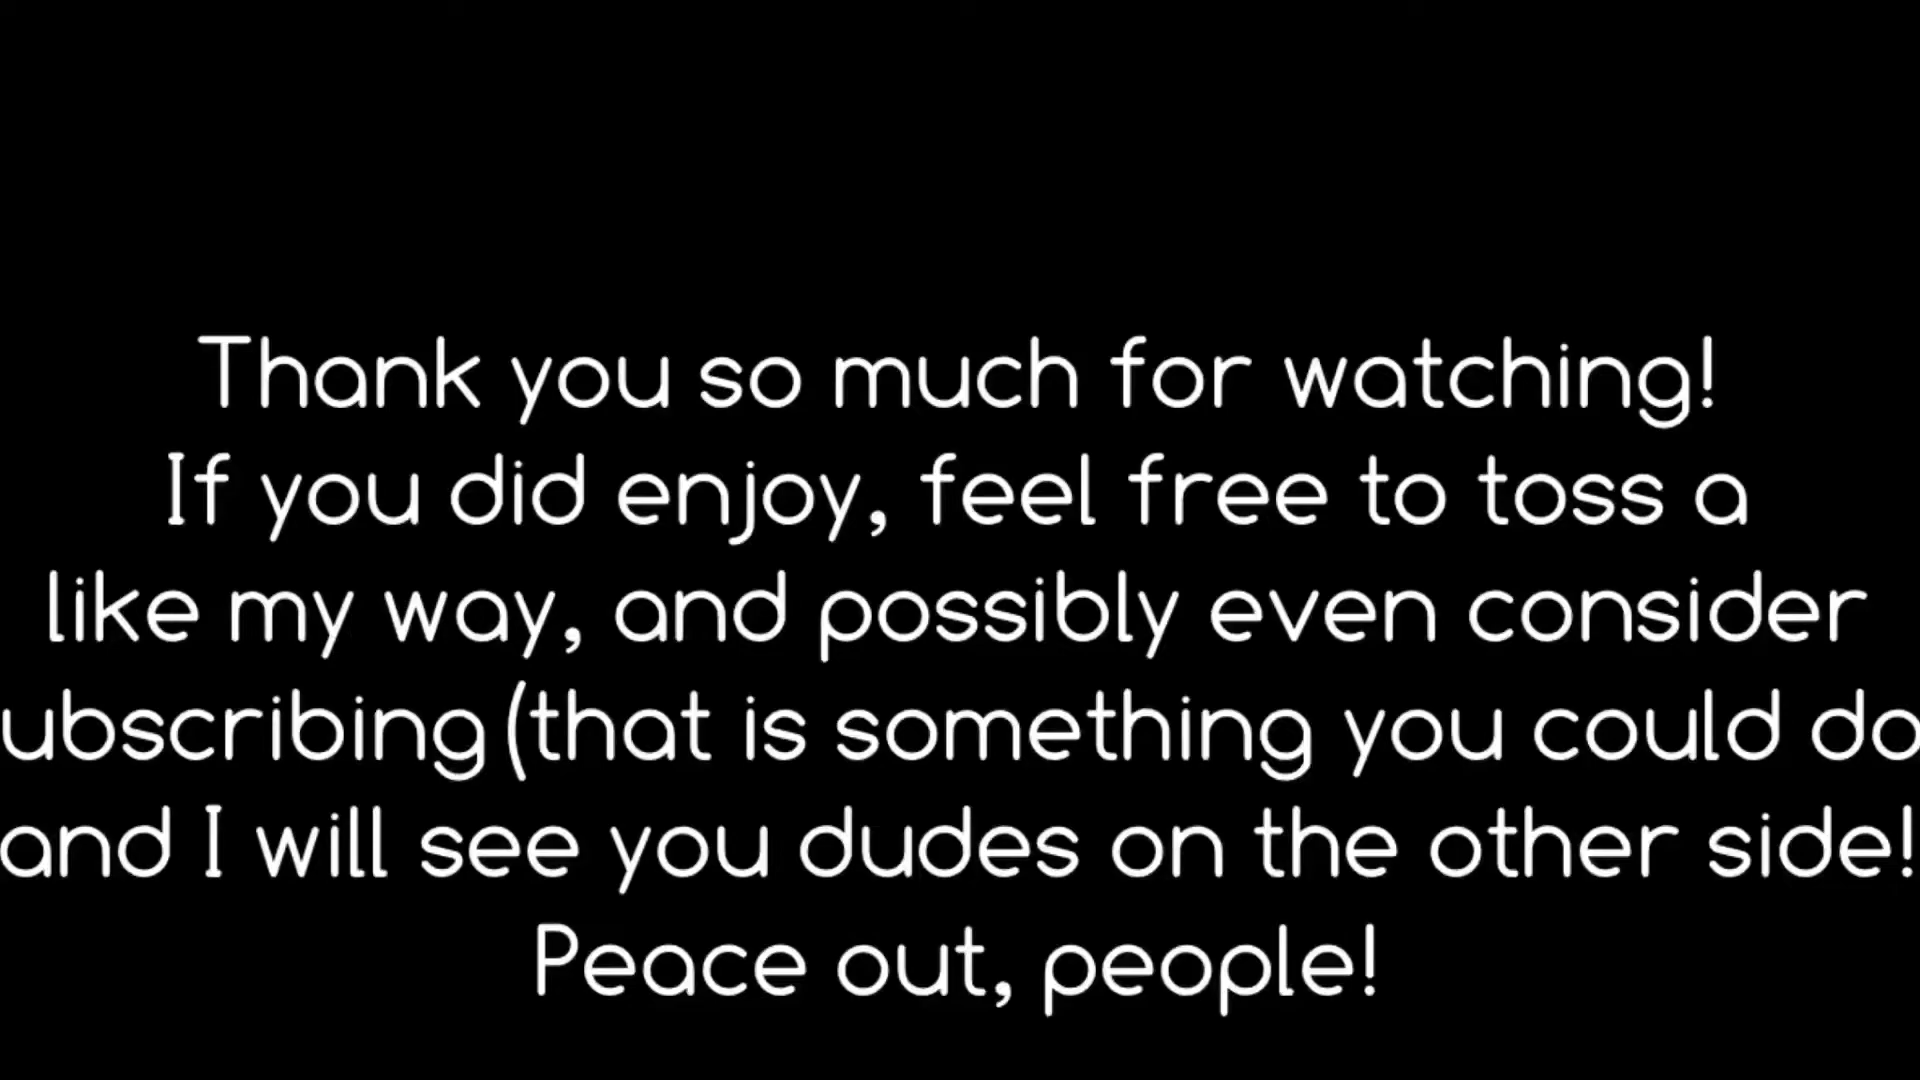 Thank you so much for watching!
If you did enjoy, feel free to toss a
like my way, and possibly even consider
ubscribing (that is something you could do
and I will see you dudes on the other side!
Peace out, people!